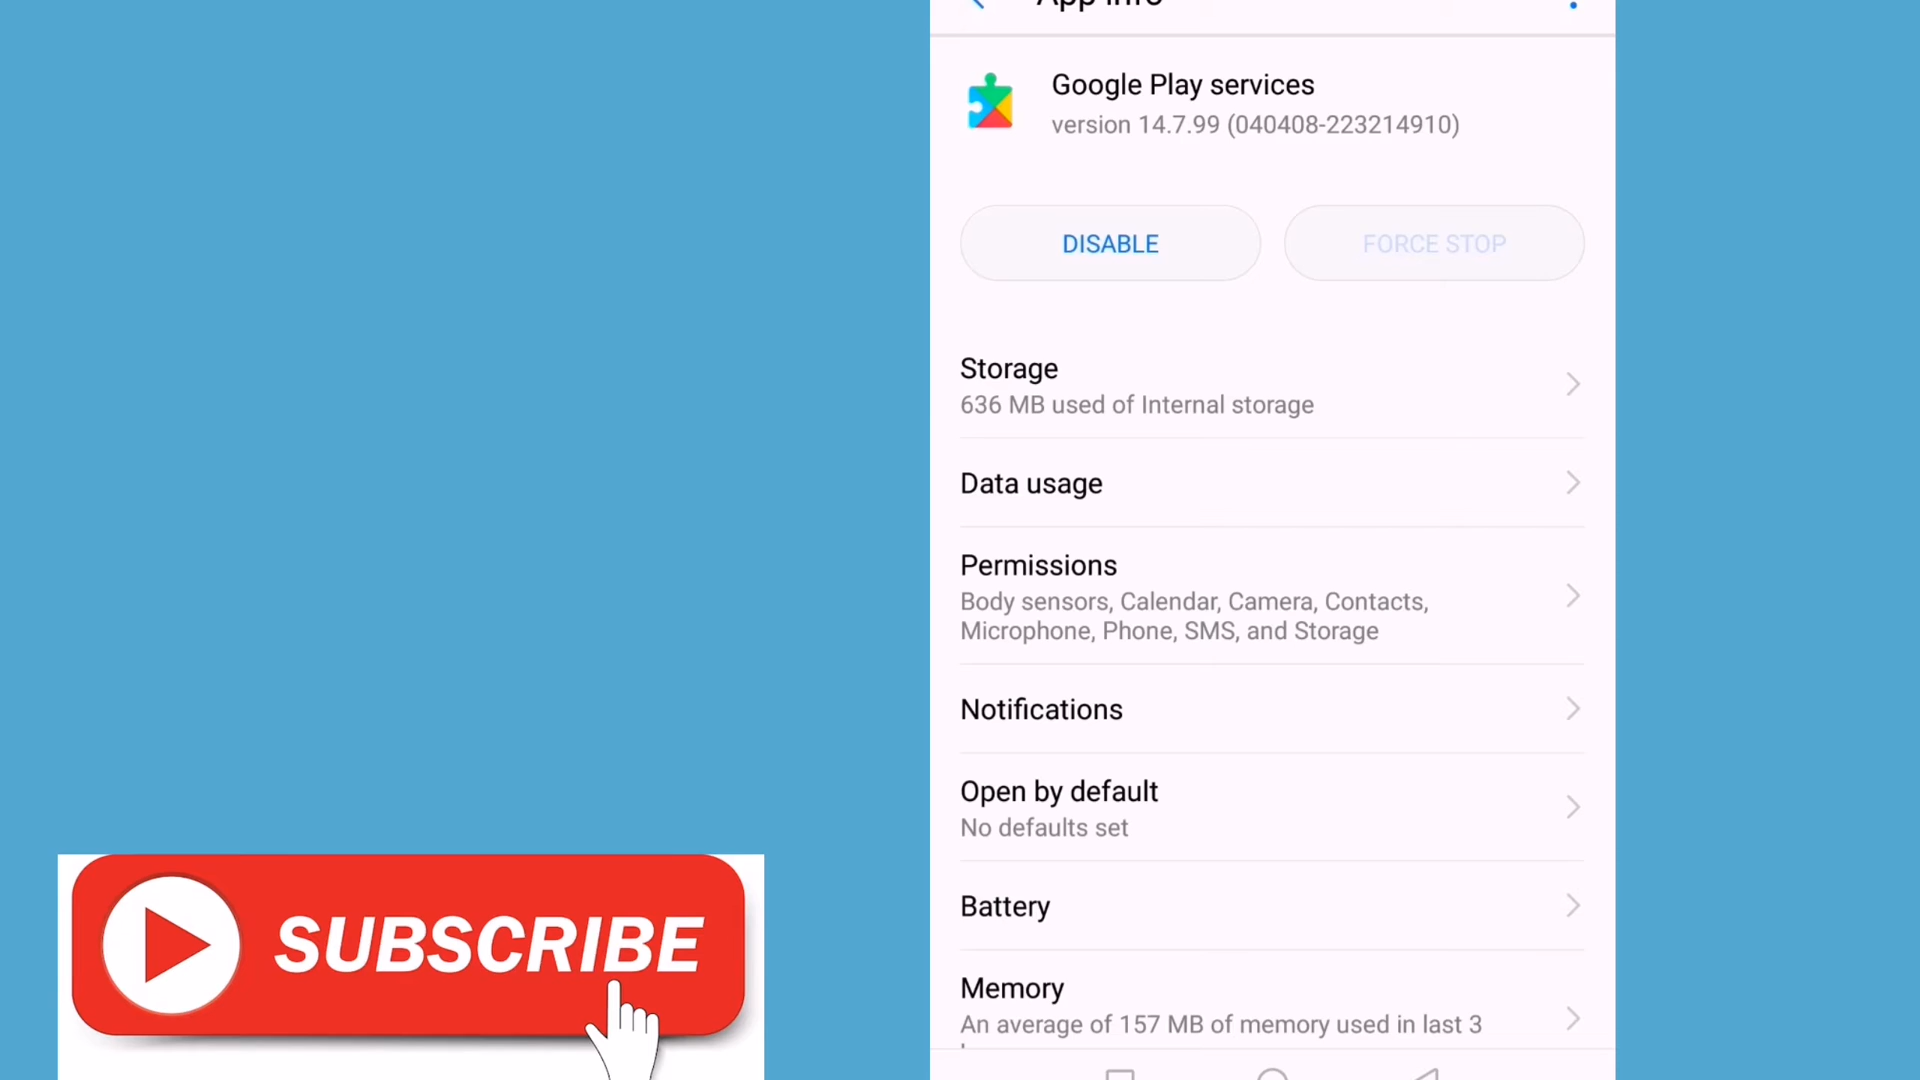 App info
Google Play services
version 14.7.99 (040408-223214910)
DISABLE
FORCE STOP
Storage
636 MB used of Internal storage
Data usage
Permissions
Body sensors, Calendar, Camera, Contacts,
Microphone, Phone, SMS, and Storage
Notifications
Open by default
No defaults set
Battery
Memory
An average of 157 MB of memory used in last 3
SUBSCRIBE